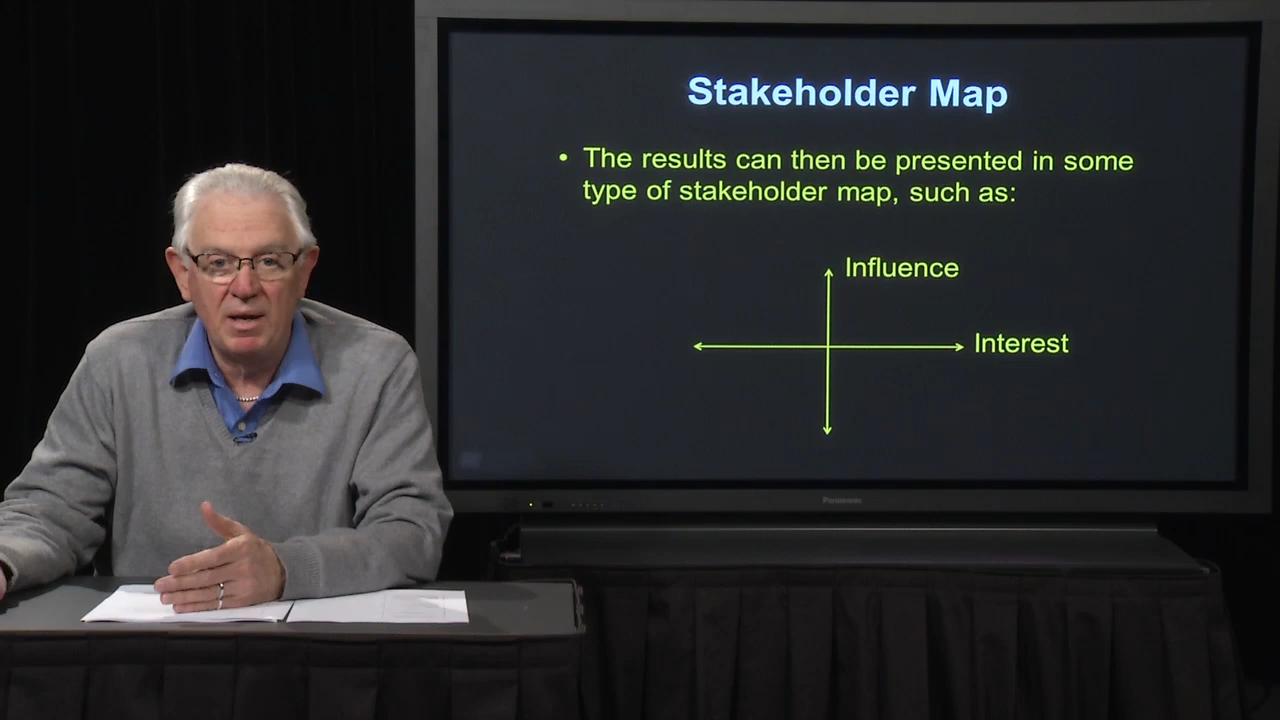 Stakeholder Map
• The results can then be presented in some
type of stakeholder map, such as:
Influence
Interest
Panasonic